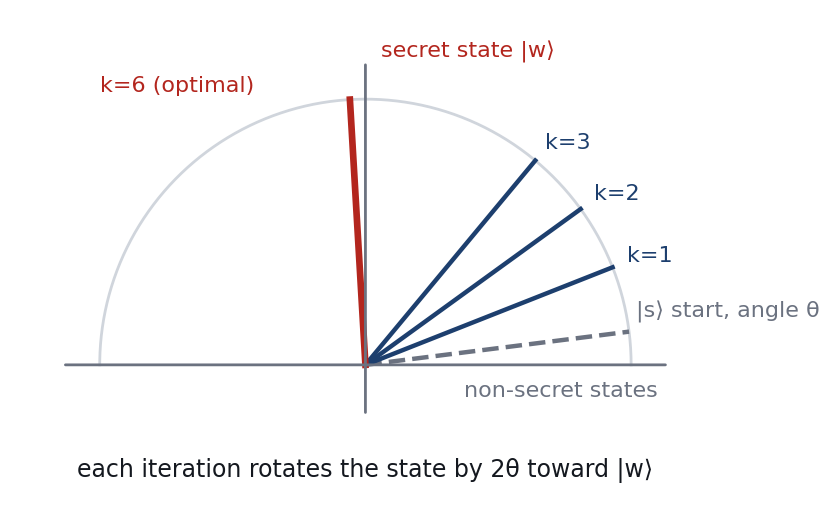 secret state |w⟩
k=6 (optimal)
k=3
k=2
k=1
|s⟩ start, angle θ
non-secret states
each iteration rotates the state by 2θ toward |w⟩